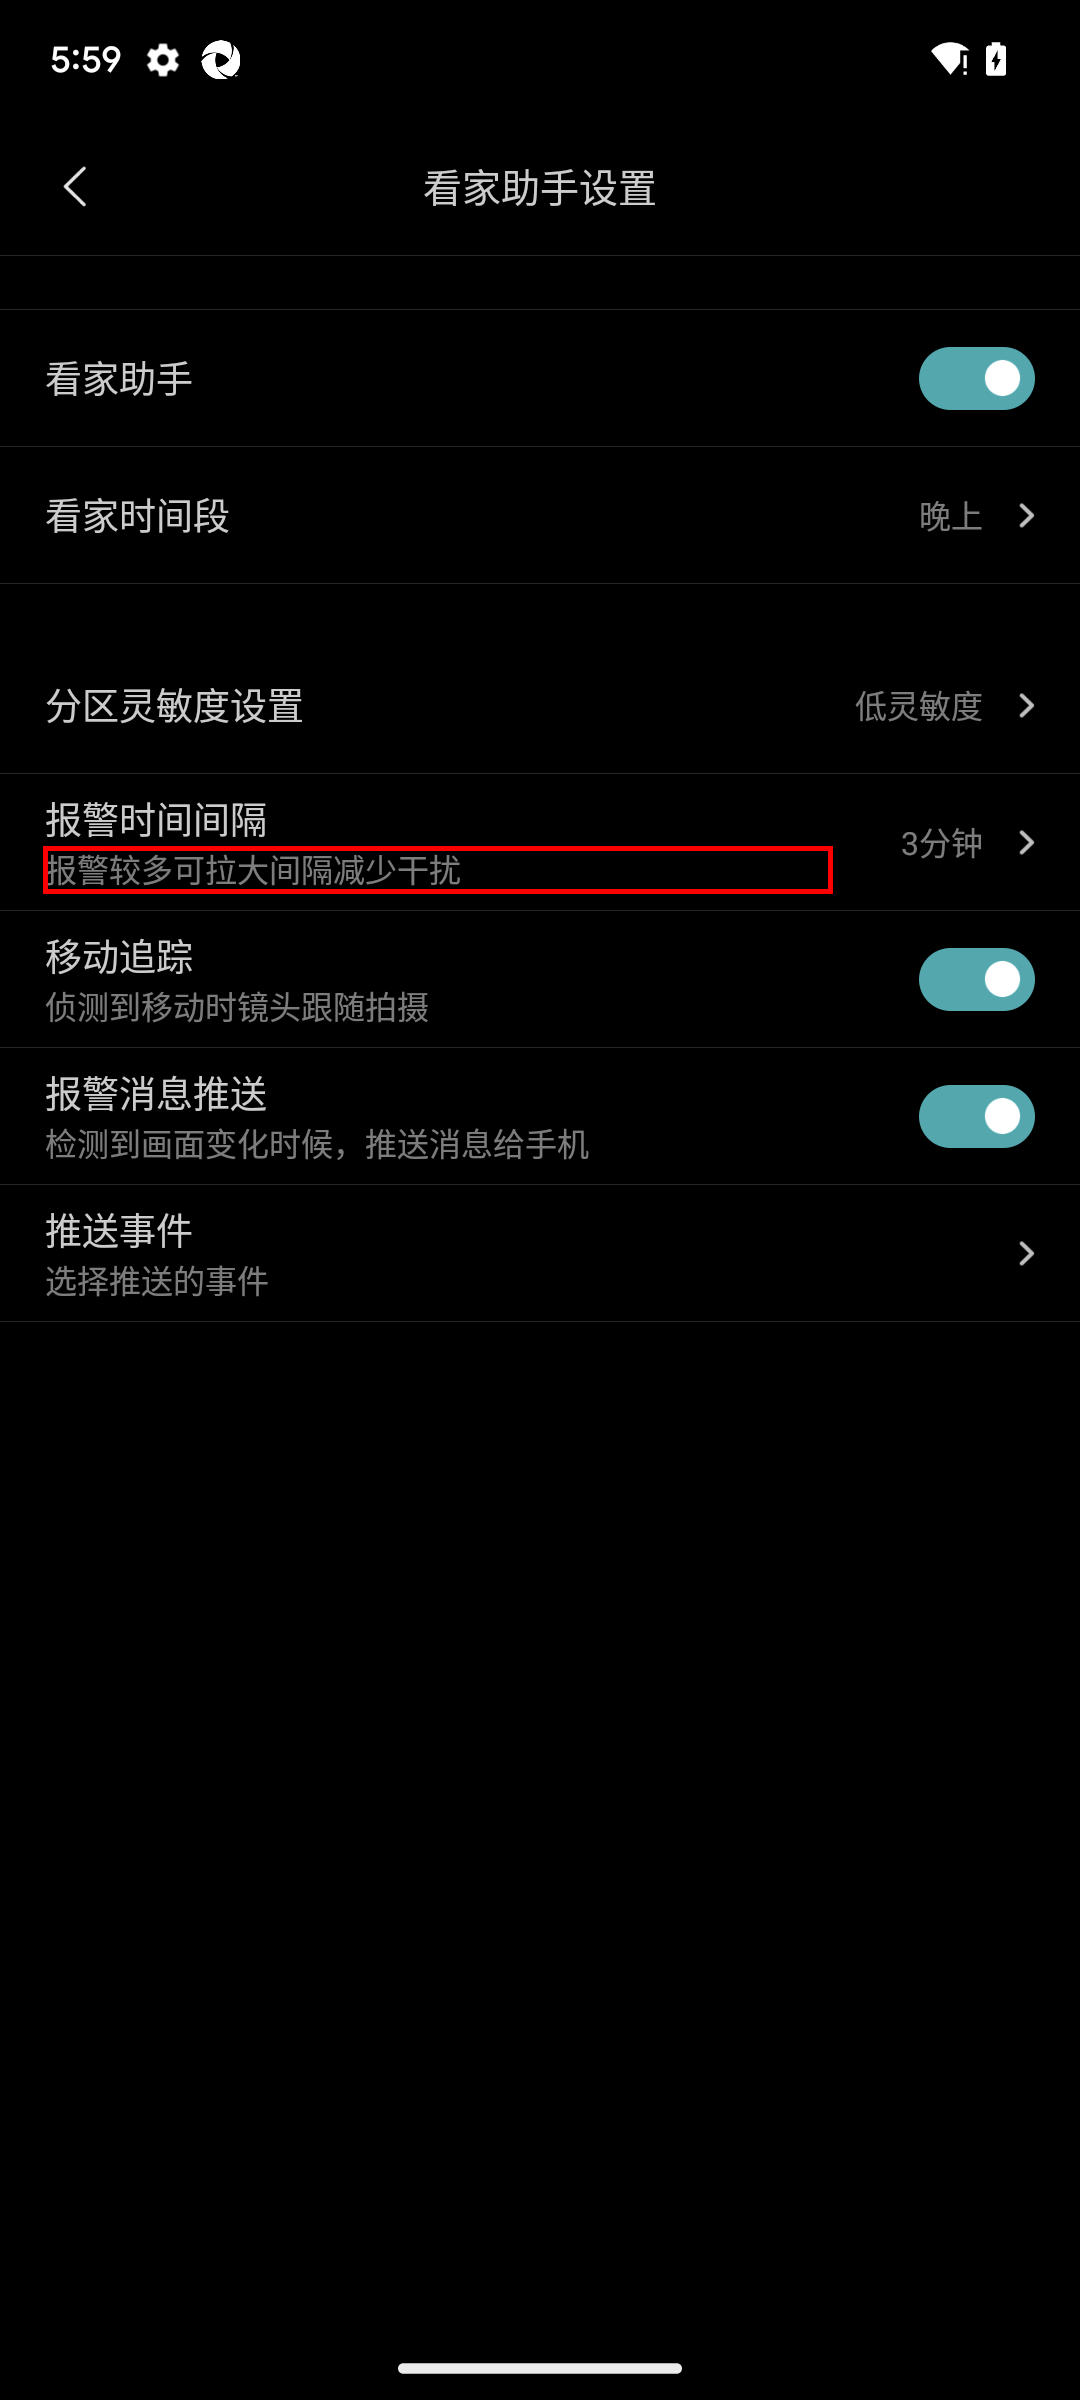 5:59
看家助手设置
看家助手
看家时间段
晚上
分区灵敏度设置
低灵敏度
报警时间间隔
报警较多可拉大间隔减少干扰
3分钟
移动追踪
侦测到移动时镜头跟随拍摄
报警消息推送
检测到画面变化时候，推送消息给手机
推送事件
选择推送的事件